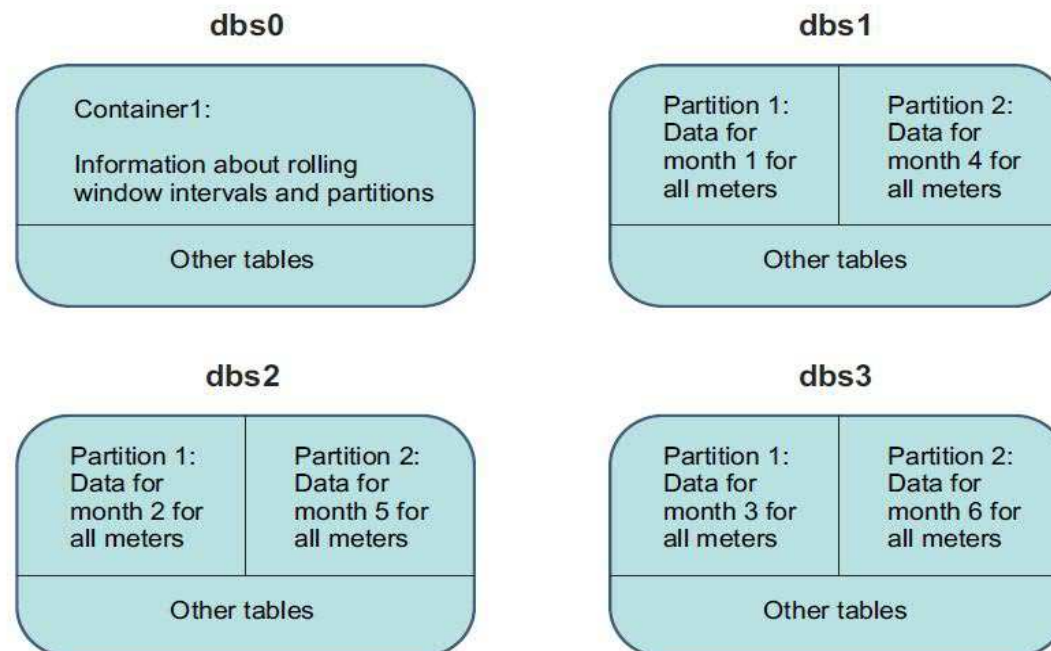 dbs0
Container1:
Information about rolling
window intervals and partitions
Other tables
dbs1
Partition 1:
Data for
month 1 for
all meters
Partition 2:
Data for
month 4 for
all meters
Other tables
dbs2
Partition 1:
Data for
month 2 for
all meters
Partition 2:
Data for
month 5 for
all meters
Other tables
dbs3
Partition 1:
Data for
month 3 for
all meters
Partition 2:
Data for
month 6 for
all meters
Other tables